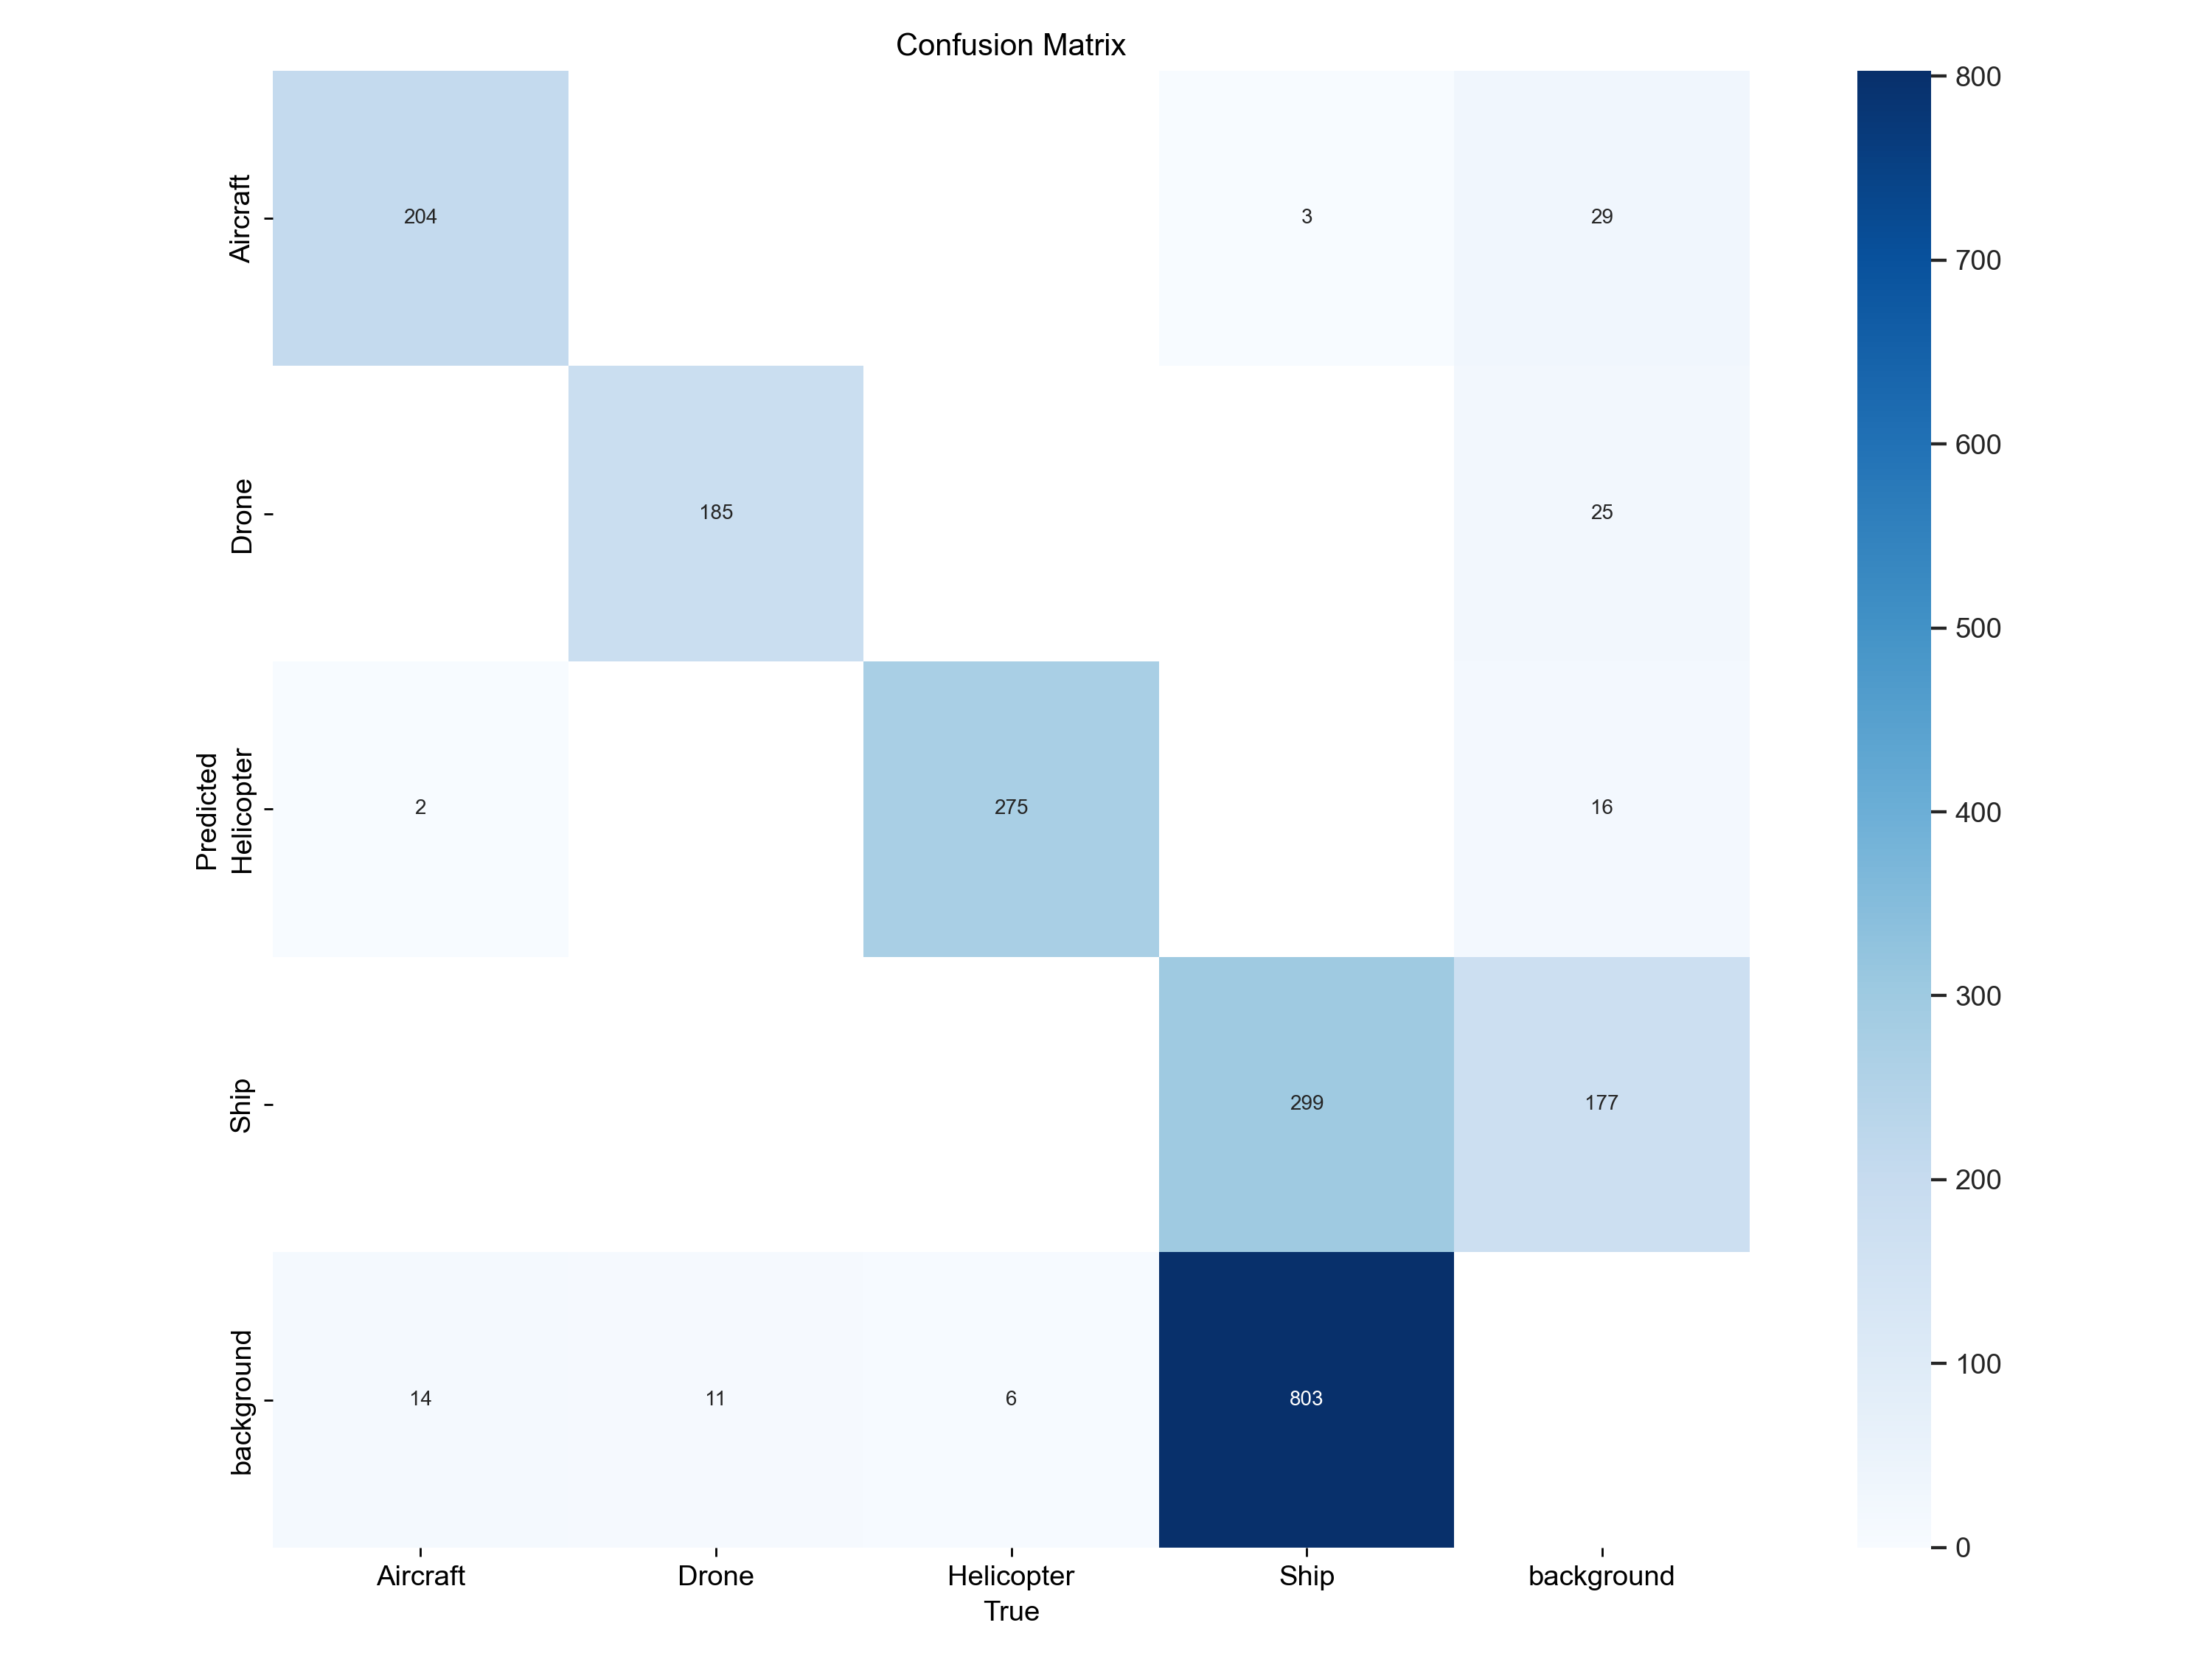 Confusion Matrix
Aircraft
204
3
29
Drone
185
25
Predicted
Helicopter
2
275
16
Ship
299
177
background
14
11
6
803
Aircraft
Drone
Helicopter
Ship
background
True
800
700
600
500
400
300
200
100
0